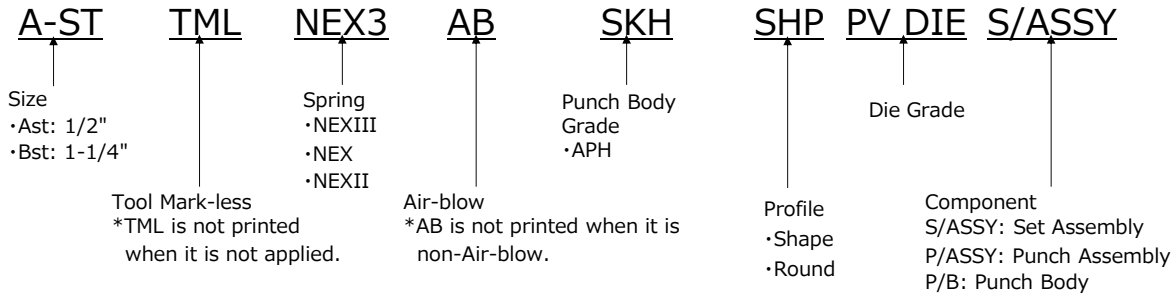 A-ST TML NEX3 AB SKH SHP PV DIE S/ASSY
Size
・Ast: 1/2"
・Bst: 1-1/4"
Tool Mark-less
*TML is not printed
when it is not applied.
Spring
・NEXIII
・NEX
・NEXII
Air-blow
*AB is not printed when it is
non-Air-blow.
Punch Body
Grade
・APH
Profile
・Shape
・Round
Die Grade
Component
S/ASSY: Set Assembly
P/ASSY: Punch Assembly
P/B: Punch Body